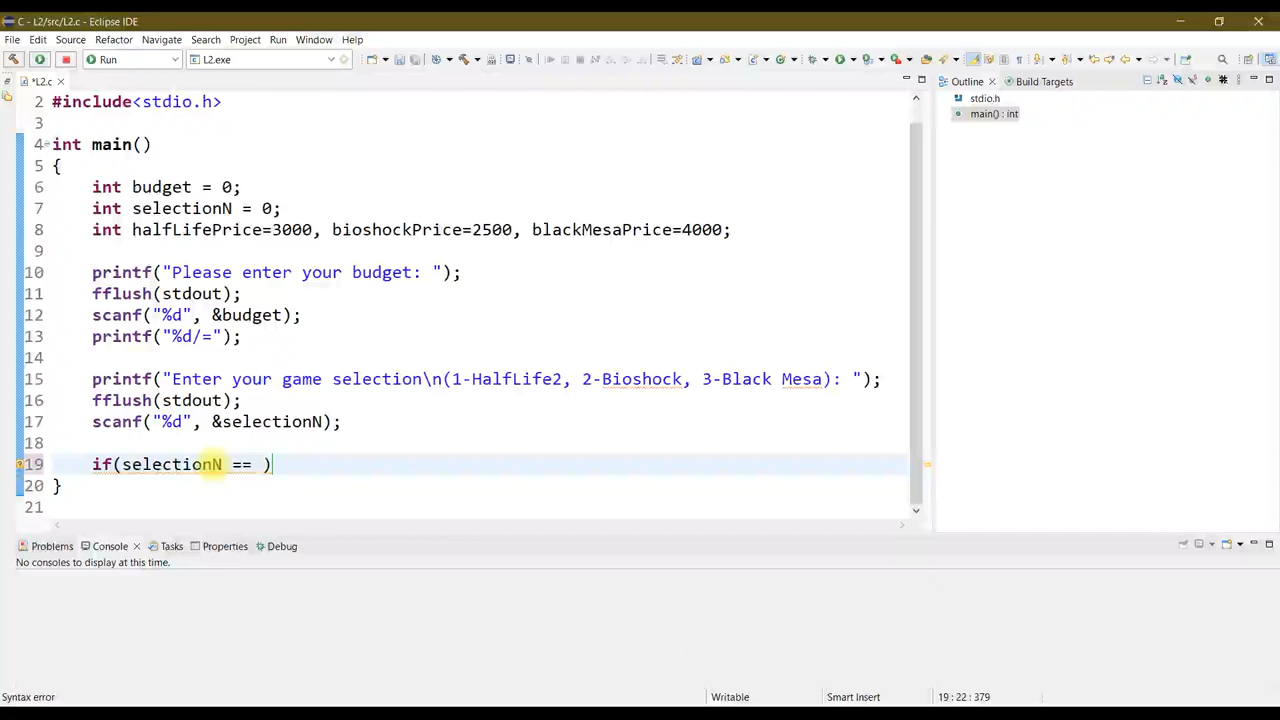 C - L2/src/L2.c - Eclipse IDE
File Edit Source Refactor Navigate Search Project Run Window Help
Run L2.exe
*L2.c
Outline Build Targets
2 #include<stdio.h>
3
4 int main()
5 {
6 int budget = 0;
7 int selectionN = 0;
8 int halfLifePrice=3000, bioshockPrice=2500, blackMesaPrice=4000;
9
10 printf("Please enter your budget: ");
11 fflush(stdout);
12 scanf("%d", &budget);
13 printf("%d/=");
14
15 printf("Enter your game selection\n(1-HalfLife2, 2-Bioshock, 3-Black Mesa): ");
16 fflush(stdout);
17 scanf("%d", &selectionN);
18
19 if(selectionN == )
20 }
21
stdio.h
main() : int
Problems Console Tasks Properties Debug
No consoles to display at this time.
Syntax error Writable Smart Insert 19 : 22 : 379